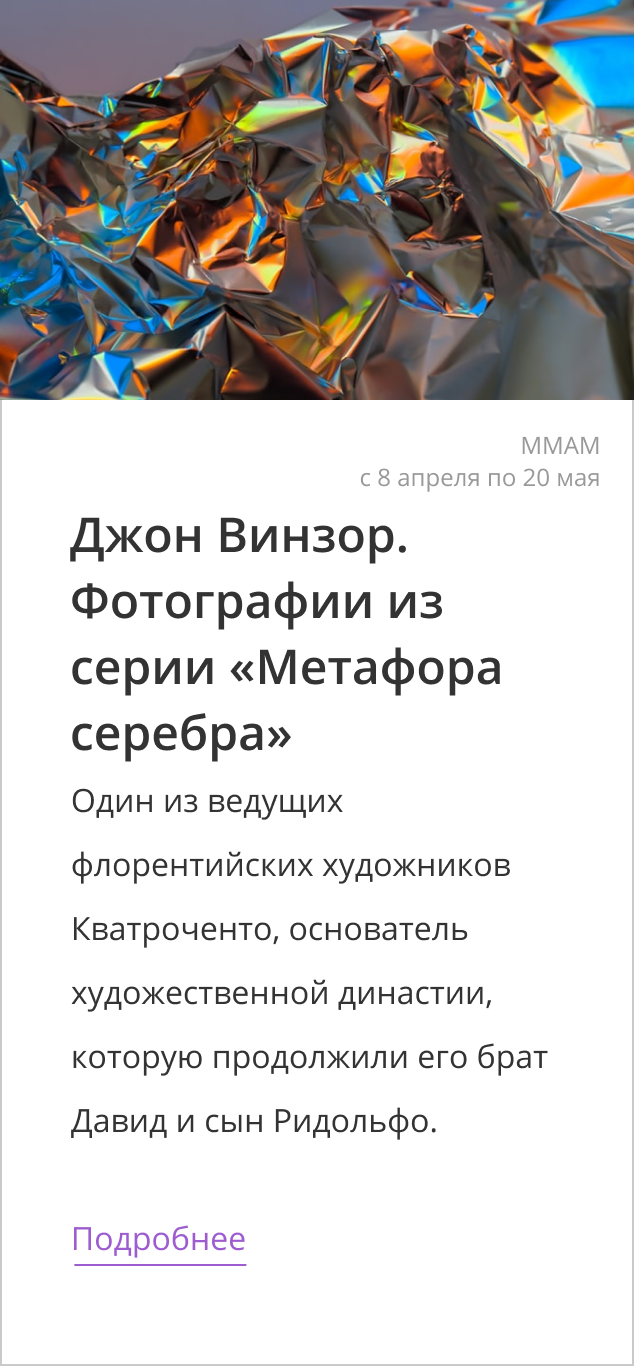 ММАМ
с 8 апреля по 20 мая
Джон Винзор.
Фотографии из
серии «Метафора
серебра»
Один из ведущих
флорентийских художников
Кватроченто, основатель
художественной династии,
которую продолжили его брат
Давид и сын Ридольфо.
Подробнее